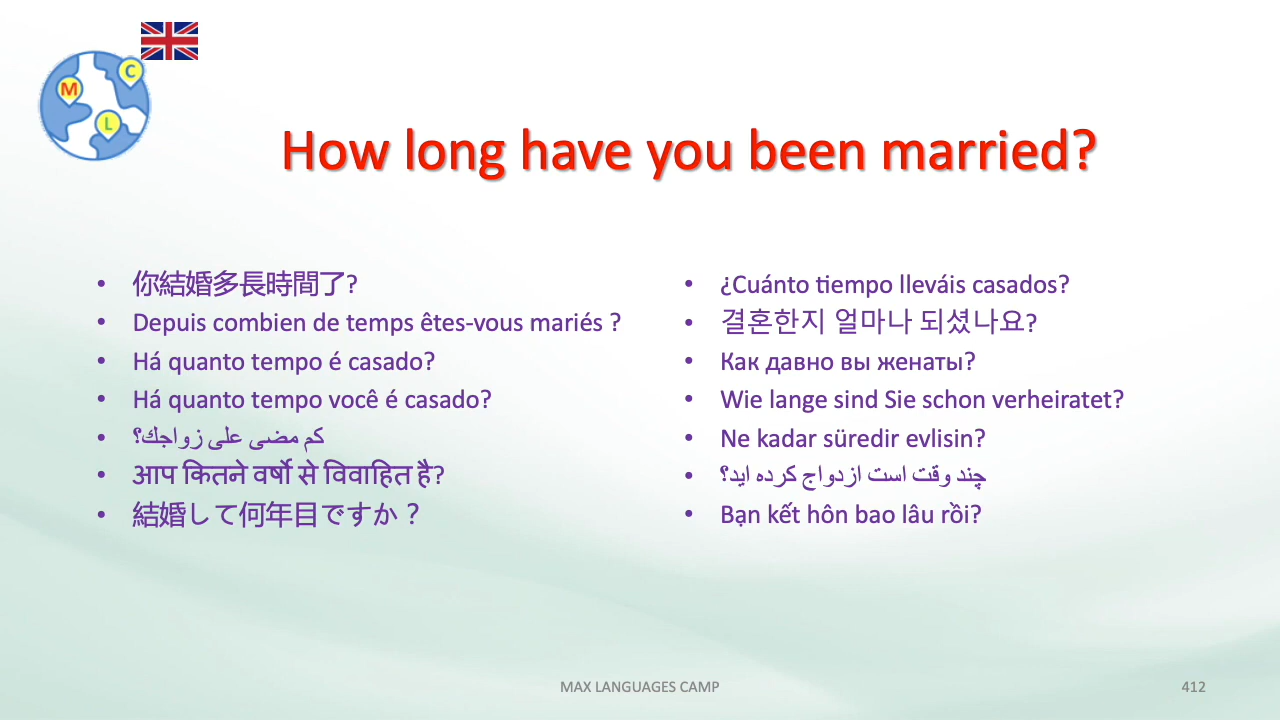 M
C
L
How long have you been married?
你結婚多長時間了?
Depuis combien de temps êtes-vous mariés ?
Há quanto tempo é casado?
Há quanto tempo você é casado?
كم مضى على زواجك؟
आप कितने वर्षो से विवाहित है?
結婚して何年目ですか？
¿Cuánto tiempo lleváis casados?
결혼한지 얼마나 되셨나요?
Как давно вы женаты?
Wie lange sind Sie schon verheiratet?
Ne kadar süredir evlisin?
چند وقت است ازدواج کرده اید؟
Bạn kết hôn bao lâu rồi?
MAX LANGUAGES CAMP
412